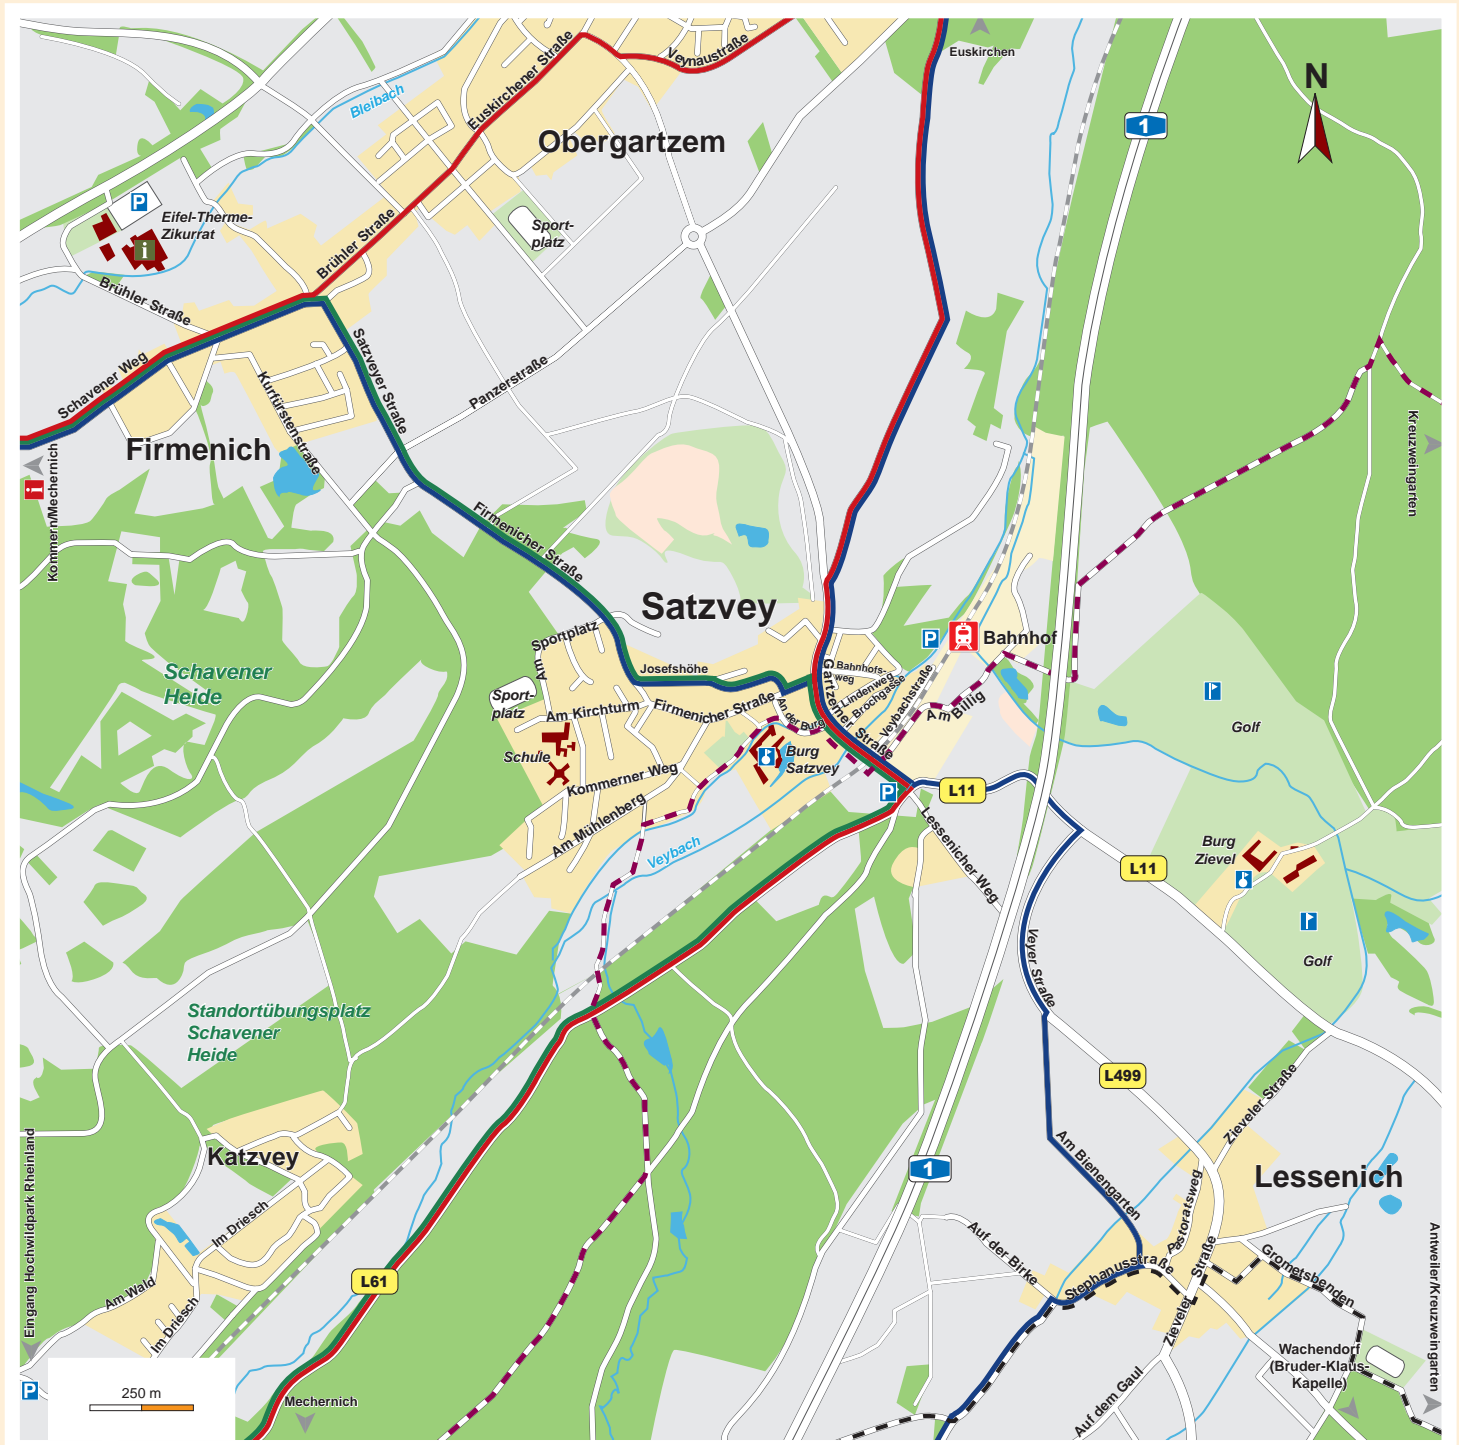 Euskirchen
N
Euskirchener Straße
Veynaustraße
Bleibach
1
Obergartzem
P
Eifel-Therme-
Zikurrat
i
Sport-
platz
Brühler Straße
Brühler Straße
Schavener Weg
Satzveyer Straße
Kurfürstenstraße
Panzerstraße
Firmenich
Kommern/Mechernich
i
Kreuzweingarten
Firmenicher Straße
Satzvey
P
Bahnhof
Am Sportplatz
Josefshöhe
Bahnhofs-
weg
Lindenweg
Brochgasse
Veybachstraße
Gartzemer Straße
Am Billig
Schavener
Heide
Sport-
platz
Am Kirchturm
Firmenicher Straße
An der Burg
Schule
Burg
Satzvey
Kommerner Weg
Am Mühlenberg
Veybach
P
L11
Golf
Lessenicher Weg
Burg
Zievel
L11
Golf
Veyer Straße
Standortübungsplatz
Schavener
Heide
L499
Zieveler Straße
Katzvey
1
Am Bienengarten
Lessenich
Pastoratsweg
Im Driesch
Auf der Birke
Stephanusstraße
Zieveler Straße
Grometsbenden
L61
Am Wald
Im Driesch
Eingang Hochwildpark Rheinland
Antweiler/Kreuzweingarten
Wachendorf
(Bruder-Klaus-
Kapelle)
P
250 m
Mechernich
Auf dem Gaul